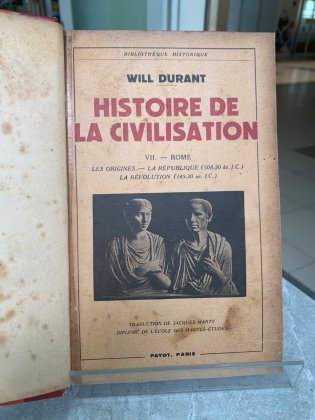 BIBLIOTHÈQUE HISTORIQUE
WILL DURANT
HISTOIRE DE
LA CIVILISATION
VII. — ROME
LES ORIGINES. — LA RÉPUBLIQUE (508-30 av. J.C.)
LA RÉVOLUTION (145-30 av. J.C.)
TRADUCTION DE JACQUES MARTY
DIPLOMÉ DE L'ÉCOLE DES HAUTES-ÉTUDES
PAYOT, PARIS